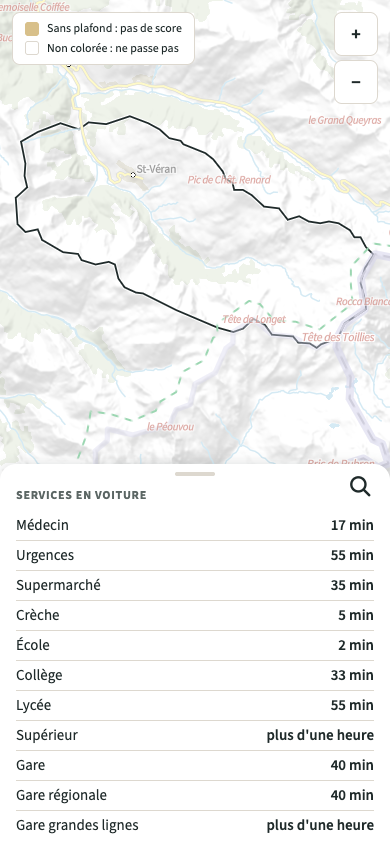 Sans plafond : pas de score
Non colorée : ne passe pas
+
−
le Grand Queyras
St-Véran
Pic de Chât. Renard
Tête de Longet
Tête des Toillies
le Péouvou
SERVICES EN VOITURE
Médecin 17 min
Urgences 55 min
Supermarché 35 min
Crèche 5 min
École 2 min
Collège 33 min
Lycée 55 min
Supérieur plus d'une heure
Gare 40 min
Gare régionale 40 min
Gare grandes lignes plus d'une heure